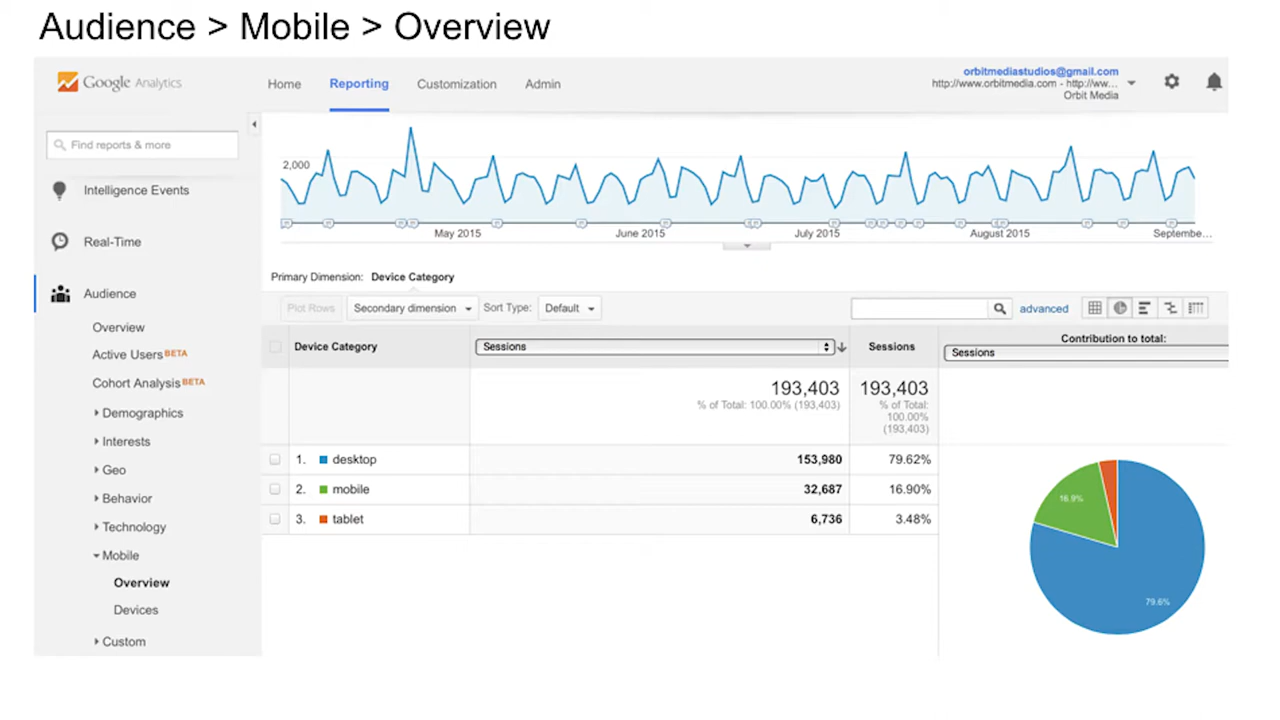 Audience > Mobile > Overview
Google Analytics
Home Reporting Customization Admin
orbitmediastudios@gmail.com
http://www.orbitmedia.com - http://ww...
Orbit Media
Find reports & more
Intelligence Events
Real-Time
Audience
Overview
Active Users BETA
Cohort Analysis BETA
Demographics
Interests
Geo
Behavior
Technology
Mobile
Overview
Devices
Custom
2,000
May 2015 June 2015 July 2015 August 2015 Septembe...
Primary Dimension: Device Category
Plot Rows Secondary dimension Sort Type: Default advanced
Device Category Sessions Sessions Contribution to total:
Sessions
193,403 193,403
% of Total: 100.00% (193,403) % of Total:
100.00%
(193,403)
1. desktop 153,980 79.62%
2. mobile 32,687 16.90%
3. tablet 6,736 3.48%
16.9%
79.6%